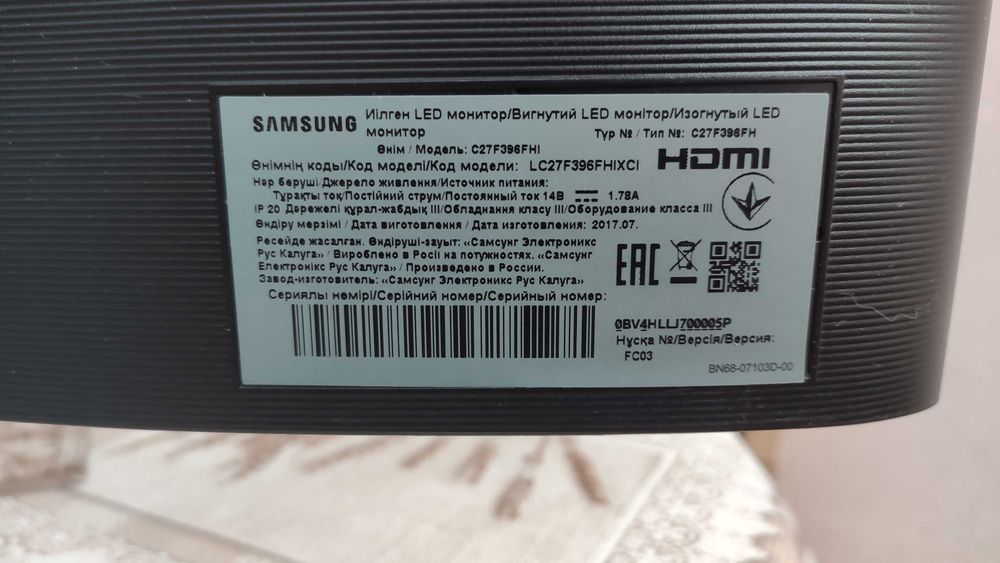 SAMSUNG
Иілген LED монитор/Вигнутий LED монітор/Изогнутый LED
монитор
Түр № / Тип №: C27F396FH
Өнім / Модель: C27F396FHI
Өнімнің коды/Код моделі/Код модели: LC27F396FHIXCI
HDMI
Нәр беруші/Джерело живлення/Источник питания:
Тұрақты ток/Постійний струм/Постоянный ток 14В 1.78A
IP 20 Дәрежелі құрал-жабдық III/Обладнання класу III/Оборудование класса III
Өндіру мерзімі / Дата виготовлення / Дата изготовления: 2017.07.
Ресейде жасалған. Өндіруші-зауыт: «Самсунг Электроникс
Рус Калуга» / Вироблено в Росії на потужностях. «Самсунг
Електронікс Рус Калуга» / Произведено в России.
Завод-изготовитель: «Самсунг Электроникс Рус Калуга»
EAC
Сериялы нөмірі/Серійний номер/Серийный номер:
0BV4HLLJ700005P
Нұсқа №/Версія/Версия:
FC03
BN68-07103D-00